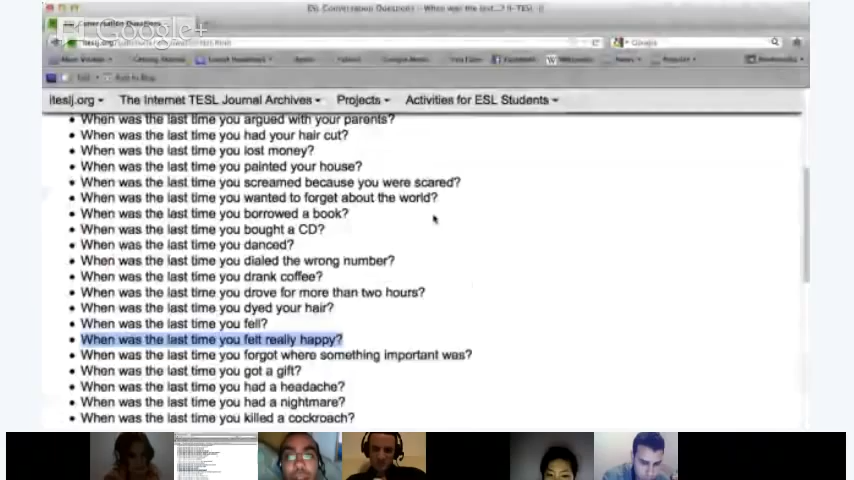 ESL Conversation Questions - When was the last...? (I-TESL-J)
Google+
Google
iteslj.org
The Internet TESL Journal Archives
Projects
Activities for ESL Students
When was the last time you argued with your parents?
When was the last time you had your hair cut?
When was the last time you lost money?
When was the last time you painted your house?
When was the last time you screamed because you were scared?
When was the last time you wanted to forget about the world?
When was the last time you borrowed a book?
When was the last time you bought a CD?
When was the last time you danced?
When was the last time you dialed the wrong number?
When was the last time you drank coffee?
When was the last time you drove for more than two hours?
When was the last time you dyed your hair?
When was the last time you fell?
When was the last time you felt really happy?
When was the last time you forgot where something important was?
When was the last time you got a gift?
When was the last time you had a headache?
When was the last time you had a nightmare?
When was the last time you killed a cockroach?